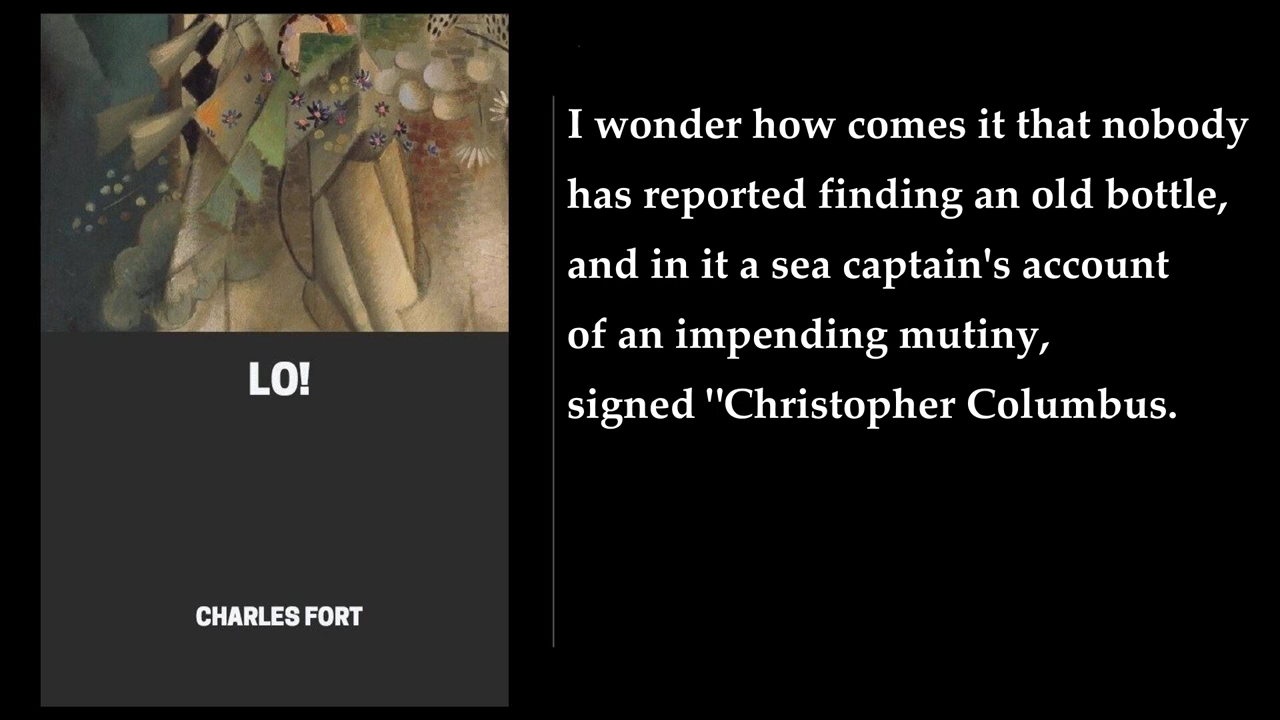 LO!
CHARLES FORT
I wonder how comes it that nobody
has reported finding an old bottle,
and in it a sea captain's account
of an impending mutiny,
signed "Christopher Columbus.